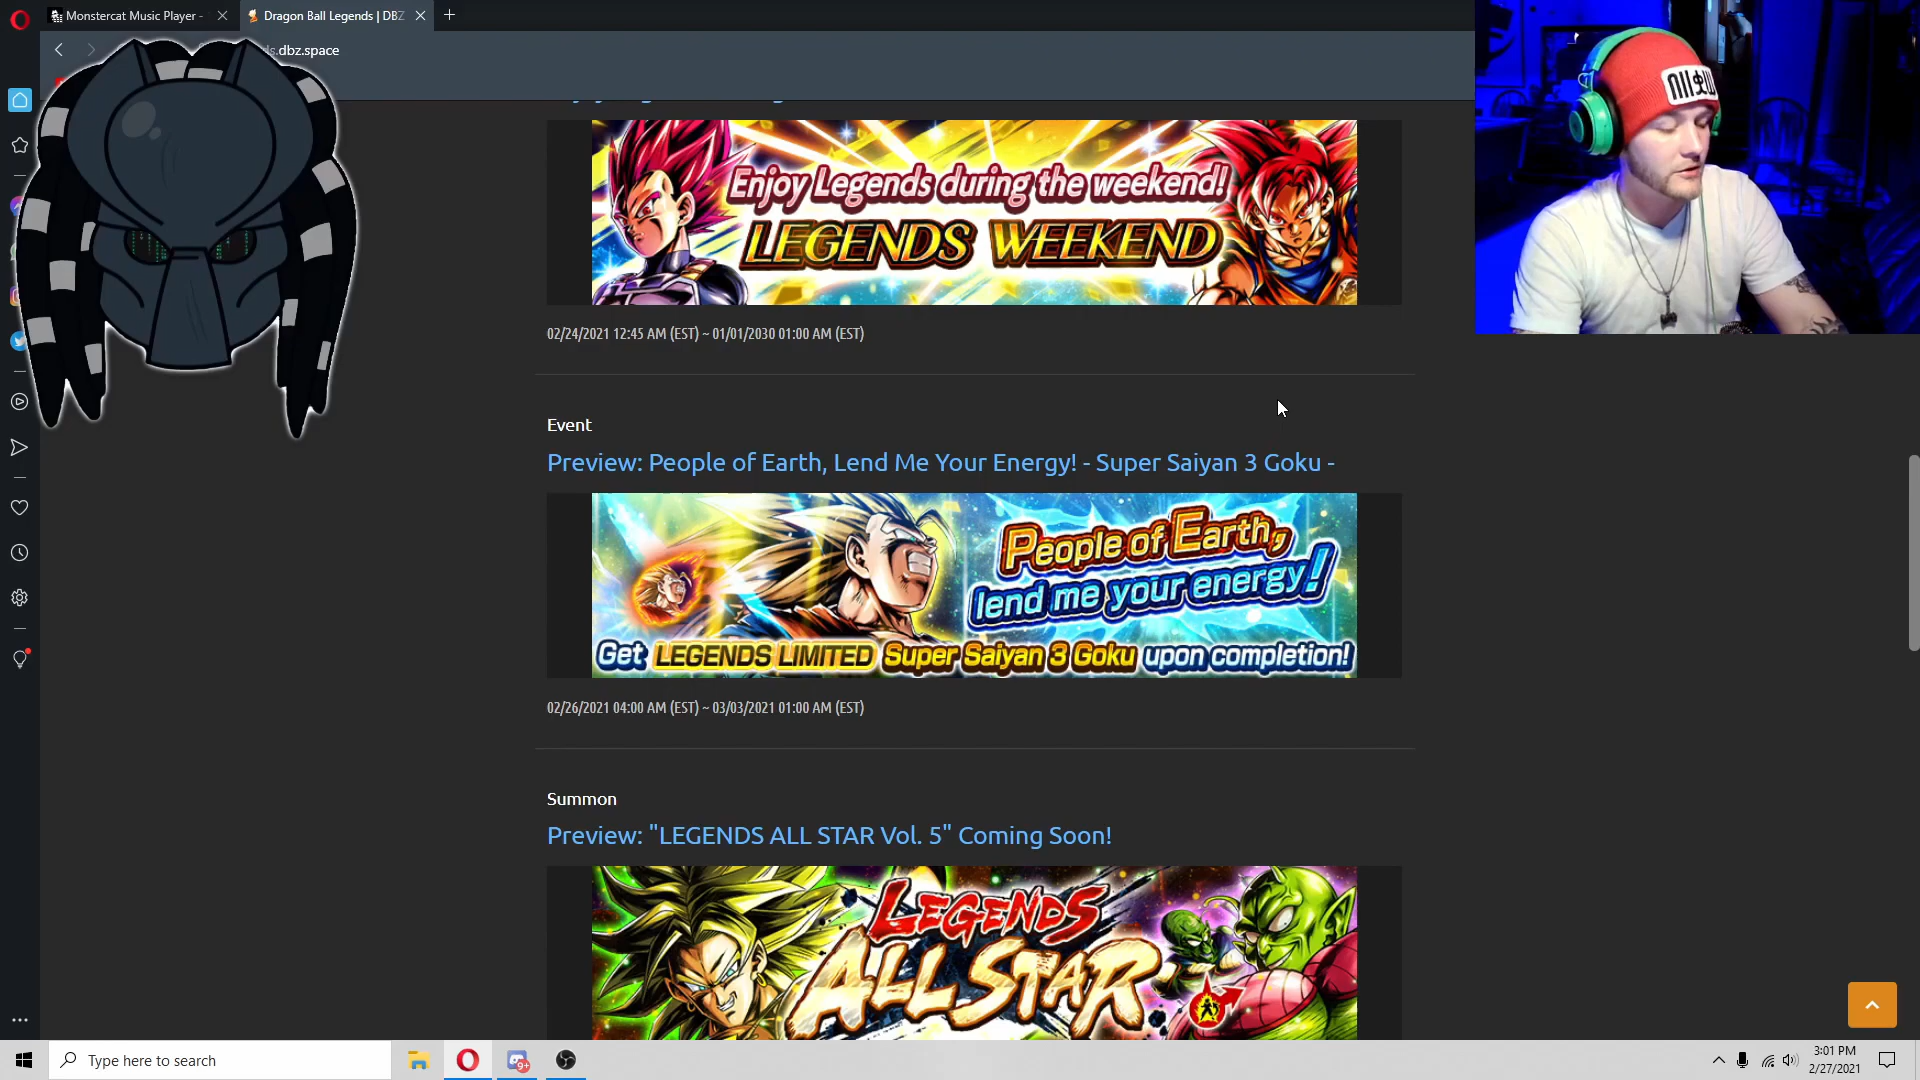 Monstercat Music Player -
Dragon Ball Legends | DBZ
.dbz.space
Enjoy Legends during the weekend!
LEGENDS WEEKEND
02/24/2021 12:45 AM (EST) ~ 01/01/2030 01:00 AM (EST)
Event
Preview: People of Earth, Lend Me Your Energy! - Super Saiyan 3 Goku -
People of Earth,
lend me your energy!
Get LEGENDS LIMITED Super Saiyan 3 Goku upon completion!
02/26/2021 04:00 AM (EST) ~ 03/03/2021 01:00 AM (EST)
Summon
Preview: "LEGENDS ALL STAR Vol. 5" Coming Soon!
LEGENDS
ALL STAR
Type here to search
9+
3:01 PM
2/27/2021